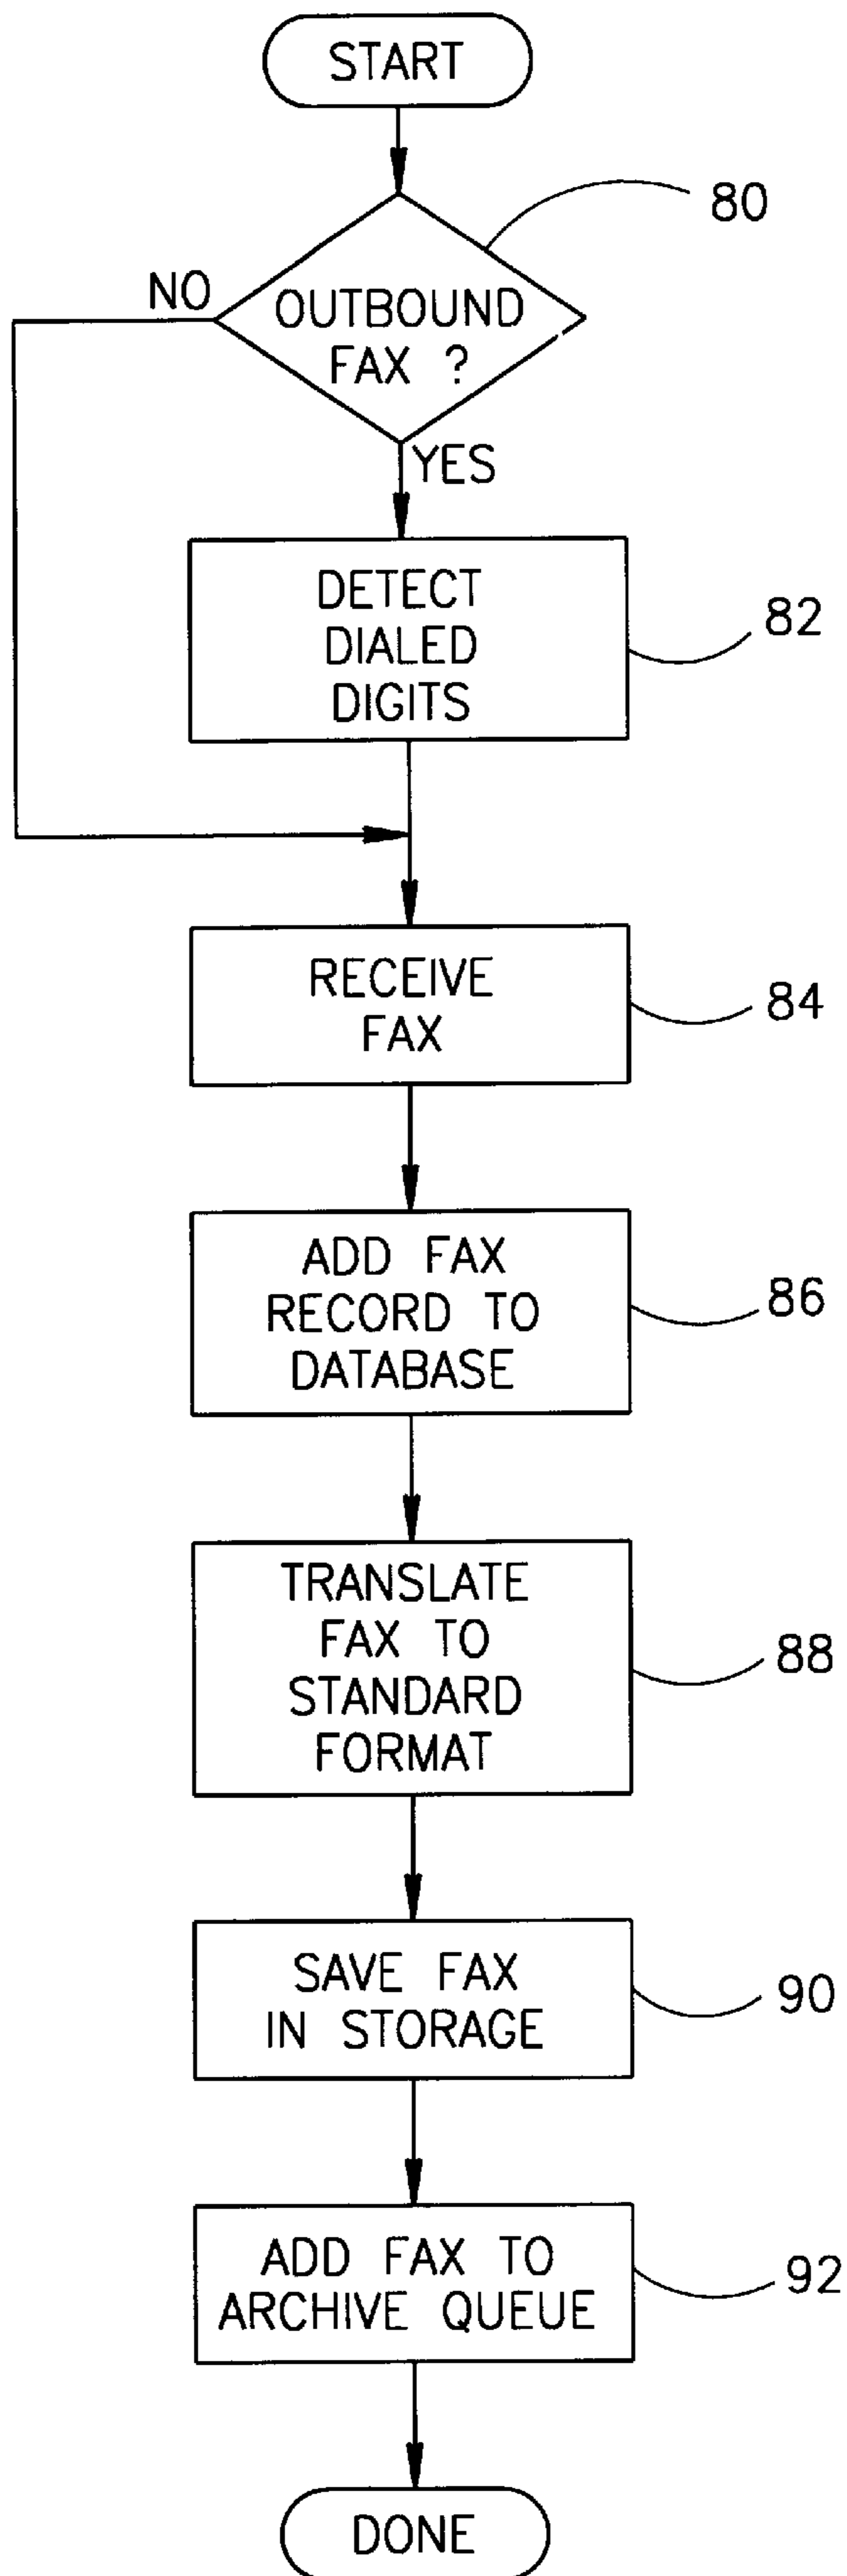 START
80
NO
OUTBOUND
FAX ?
YES
DETECT
DIALED
DIGITS
82
RECEIVE
FAX
84
ADD FAX
RECORD TO
DATABASE
86
TRANSLATE
FAX TO
STANDARD
FORMAT
88
SAVE FAX
IN STORAGE
90
ADD FAX TO
ARCHIVE QUEUE
92
DONE